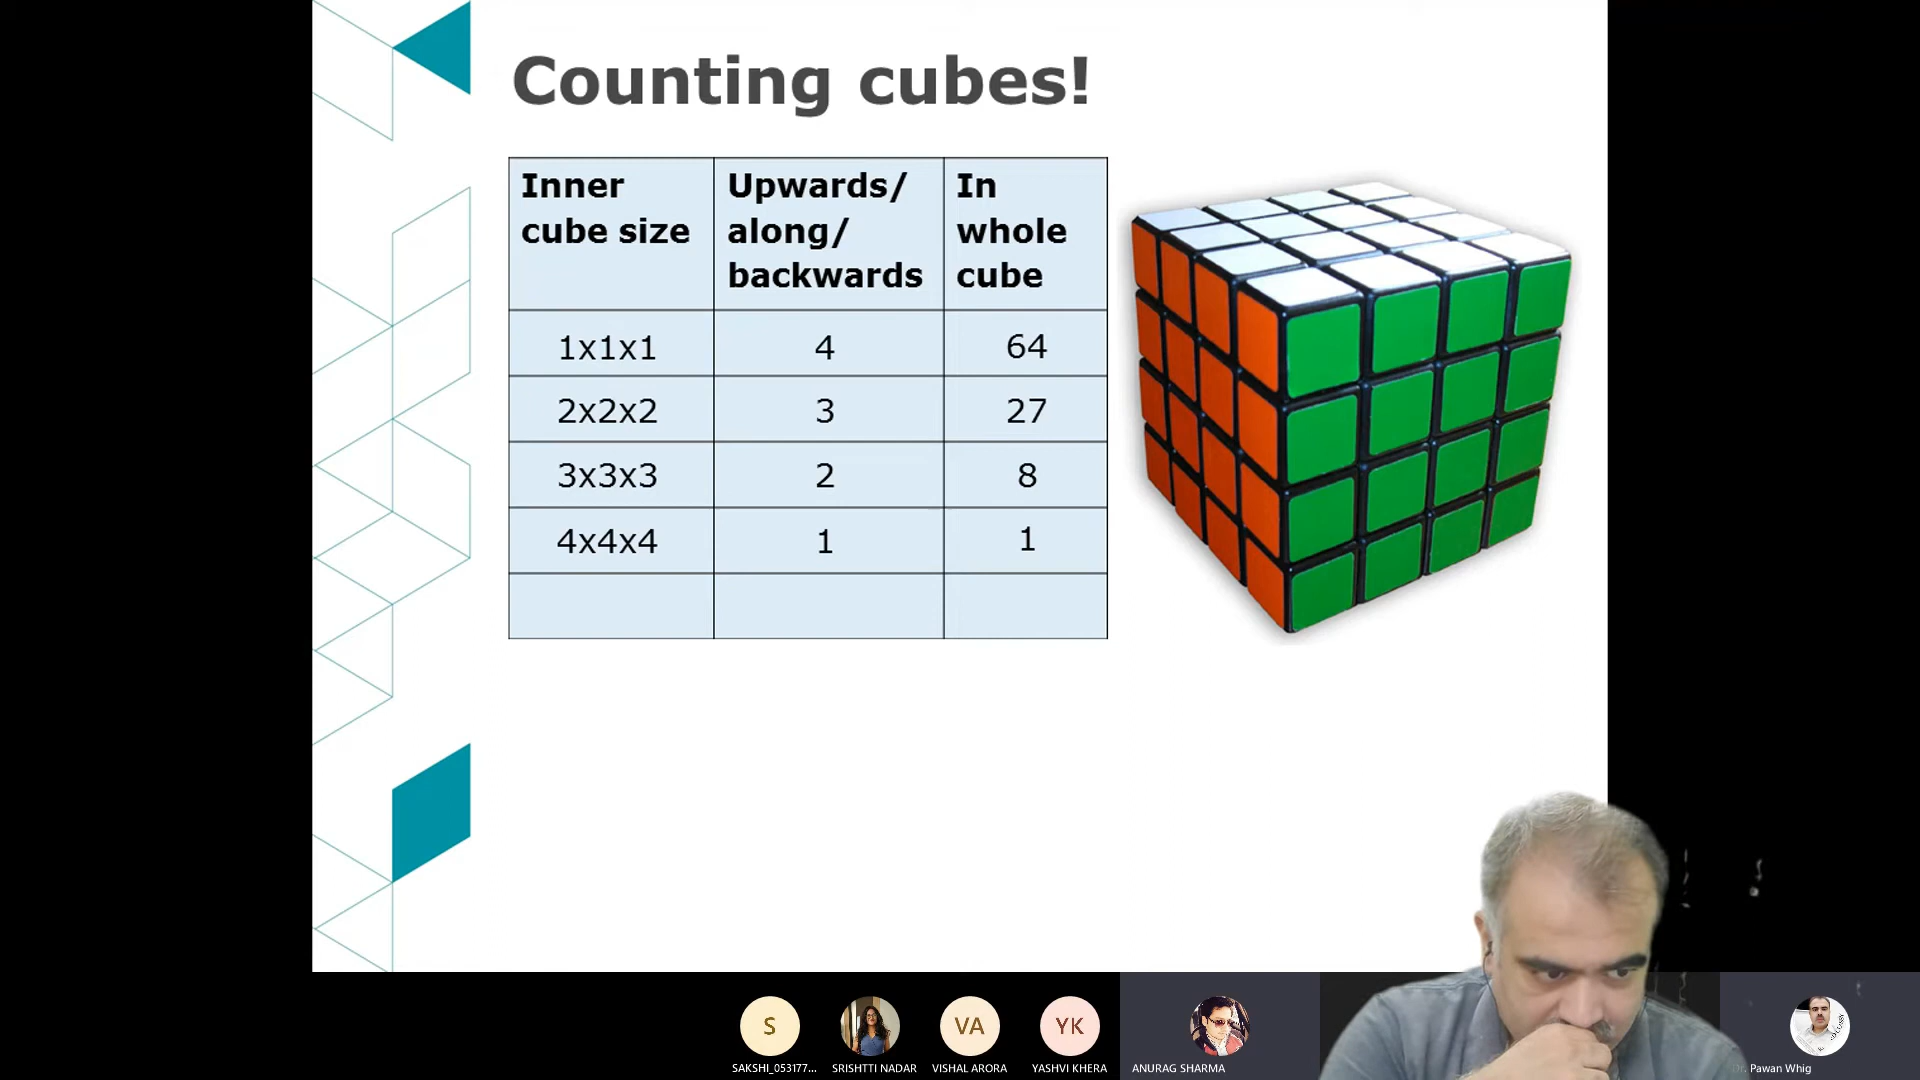 Counting cubes!
Inner cube size
Upwards/ along/ backwards
In whole cube
1x1x1 4 64
2x2x2 3 27
3x3x3 2 8
4x4x4 1 1
S
VA
YK
SAKSHI_053177...
SRISHTTI NADAR
VISHAL ARORA
YASHVI KHERA
ANURAG SHARMA
Pawan Whig